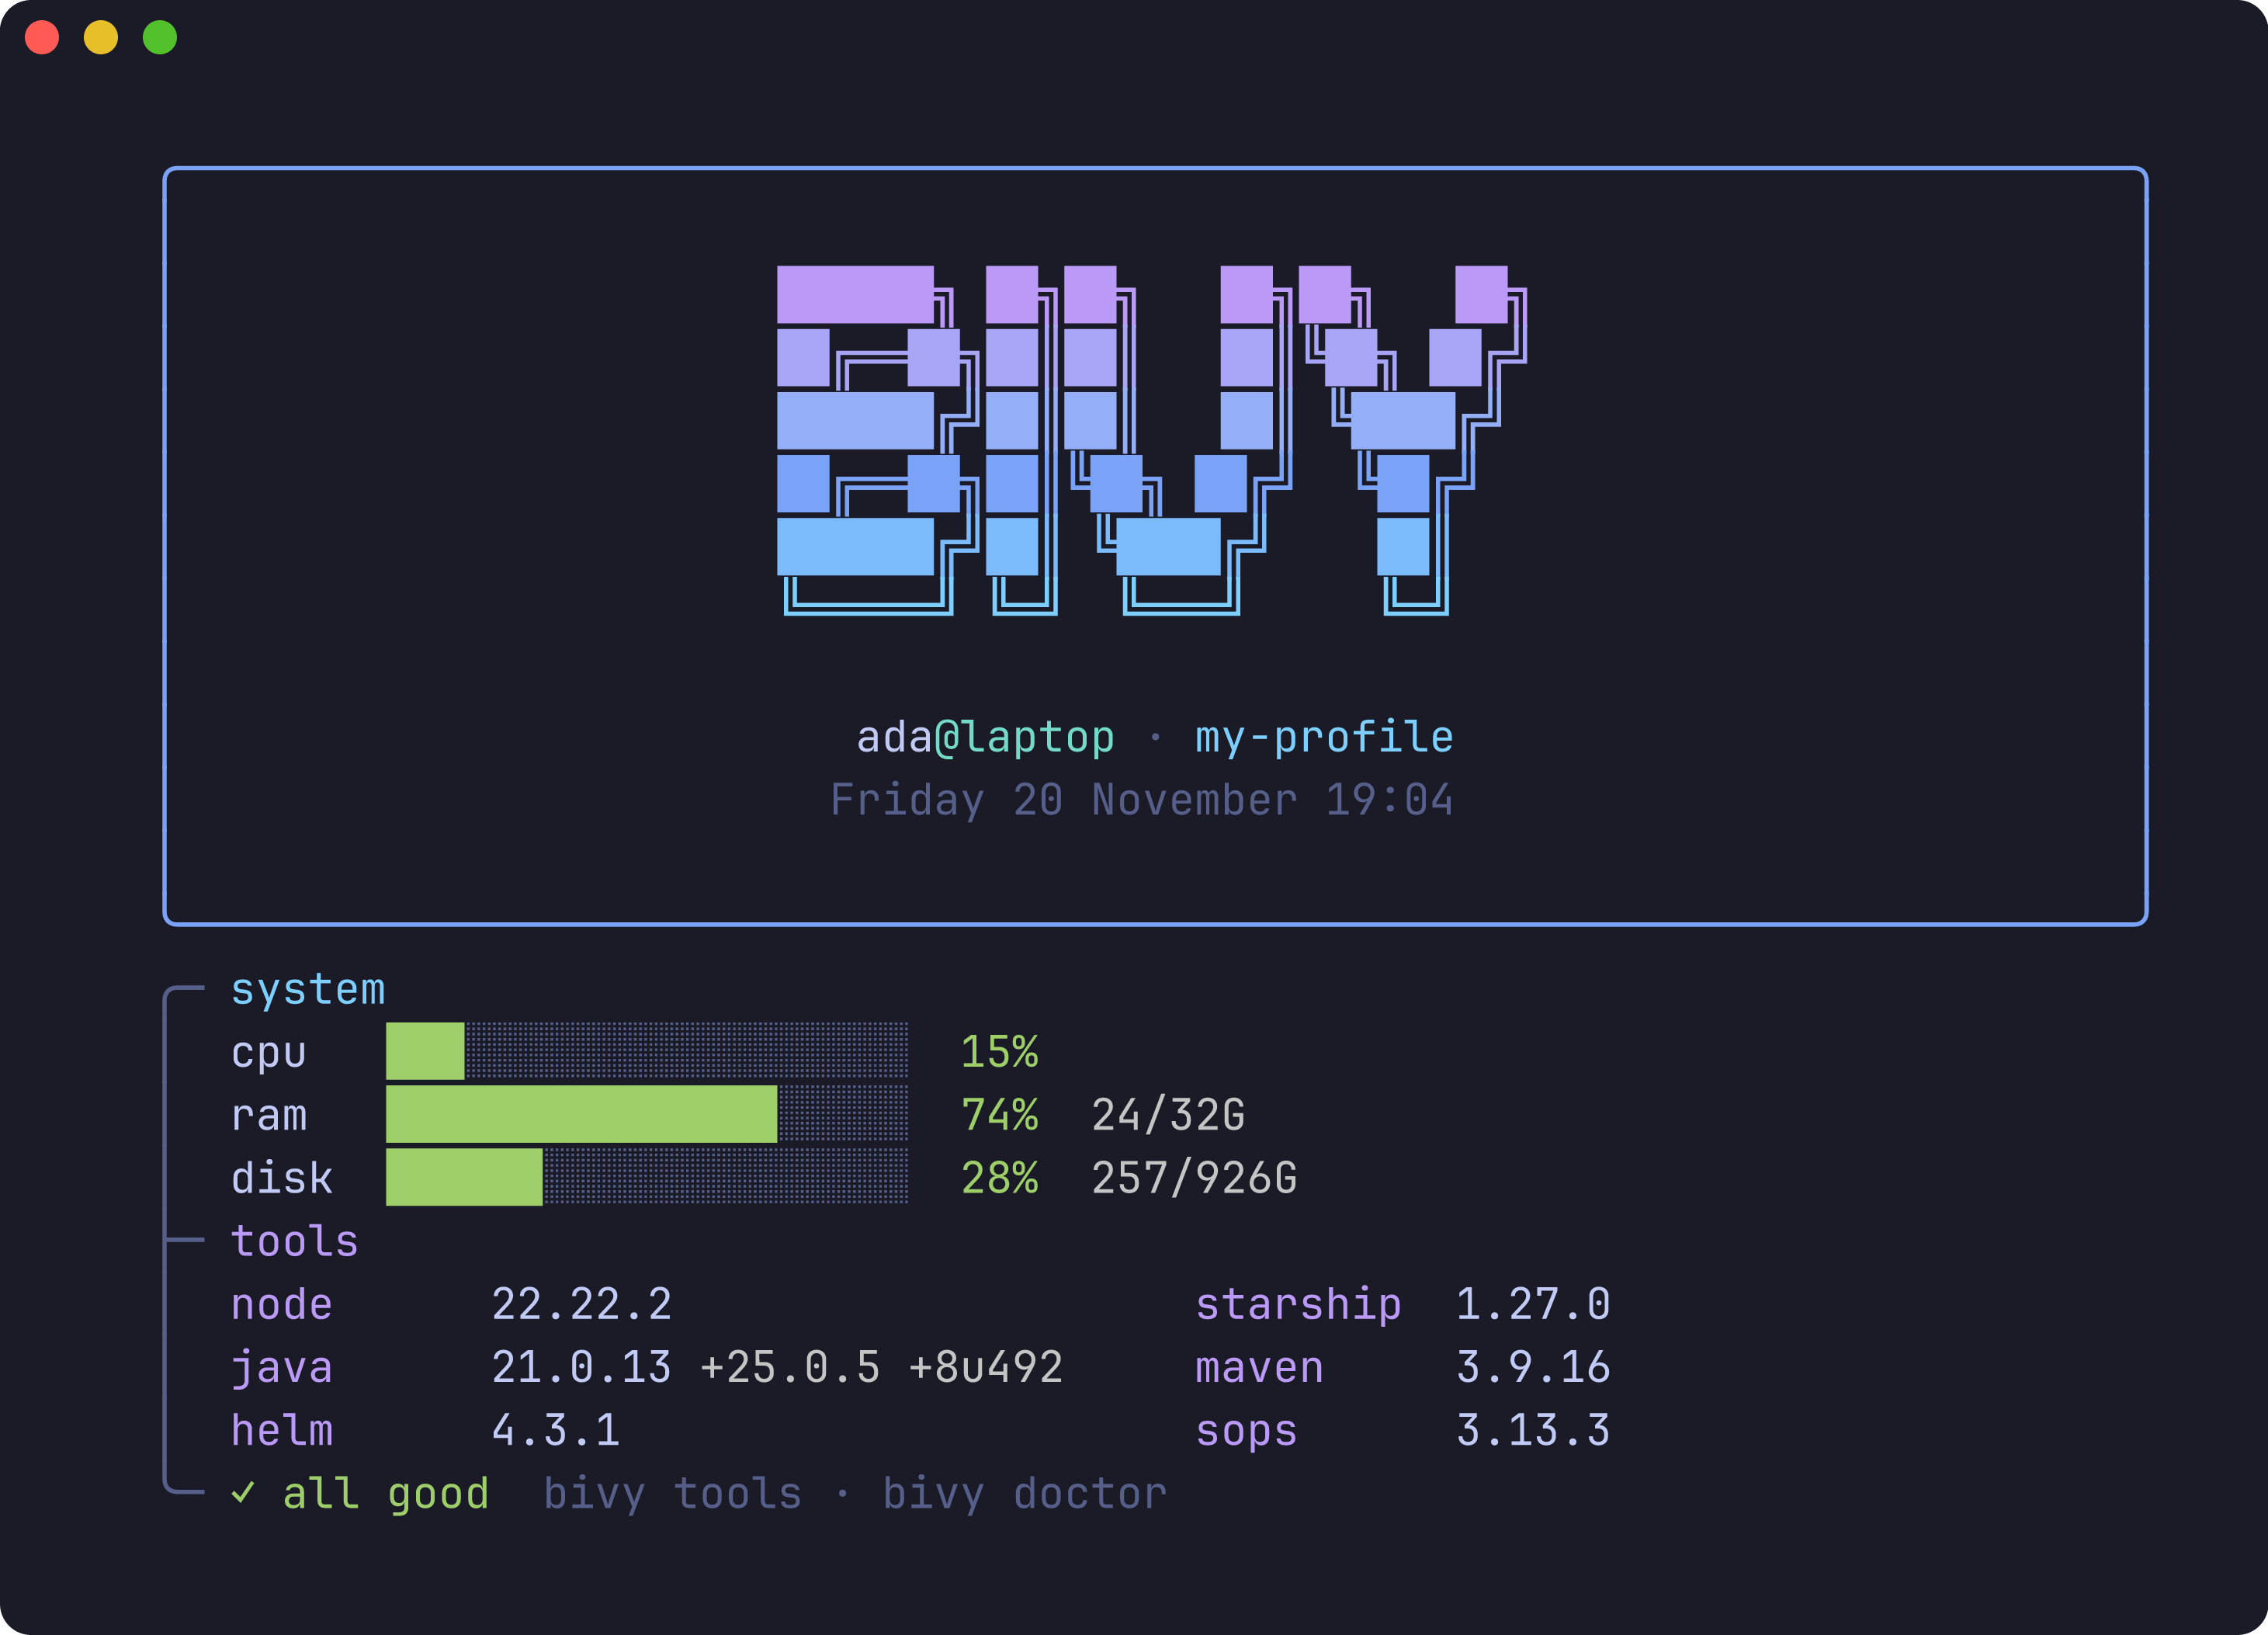 BIVY
ada@laptop · my-profile
Friday 20 November 19:04
system
cpu 15%
ram 74% 24/32G
disk 28% 257/926G
tools
node 22.22.2 starship 1.27.0
java 21.0.13 +25.0.5 +8u492 maven 3.9.16
helm 4.3.1 sops 3.13.3
✓ all good bivy tools · bivy doctor